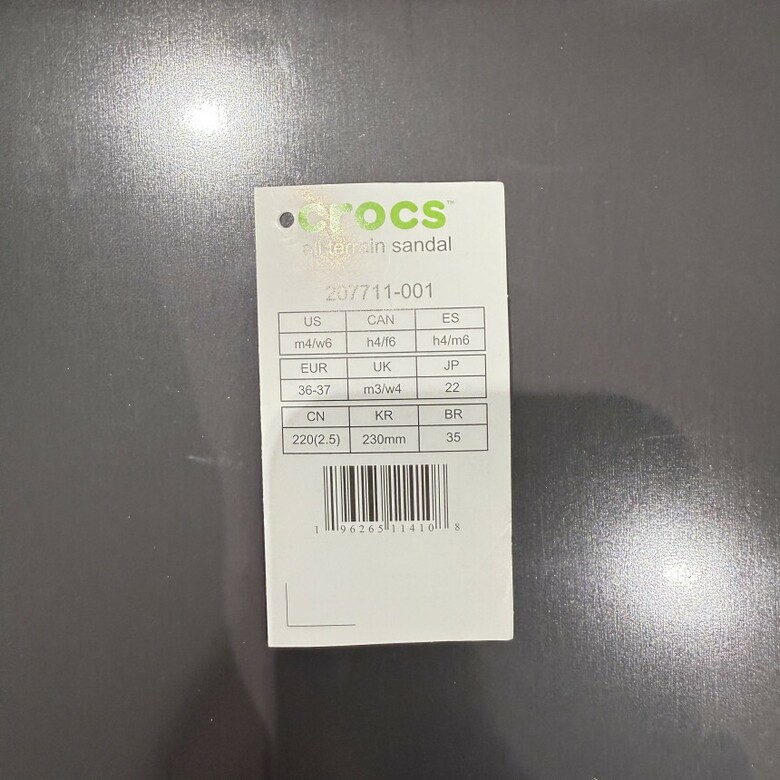 crocs™
all-terrain sandal
207711-001
US CAN ES
m4/w6 h4/f6 h4/m6
EUR UK JP
36-37 m3/w4 22
CN KR BR
220(2.5) 230mm 35
1 96265 11410 8